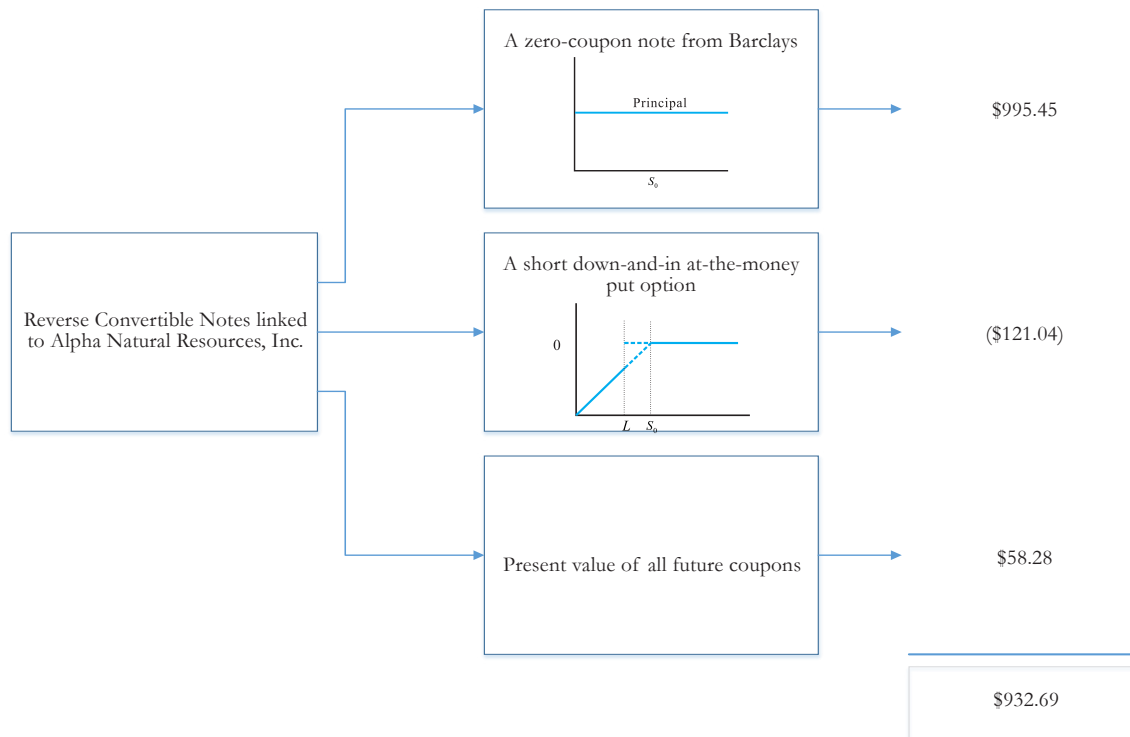 A zero-coupon note from Barclays
Principal
S₀
$995.45
Reverse Convertible Notes linked
to Alpha Natural Resources, Inc.
A short down-and-in at-the-money
put option
0
L S₀
($121.04)
Present value of all future coupons
$58.28
$932.69